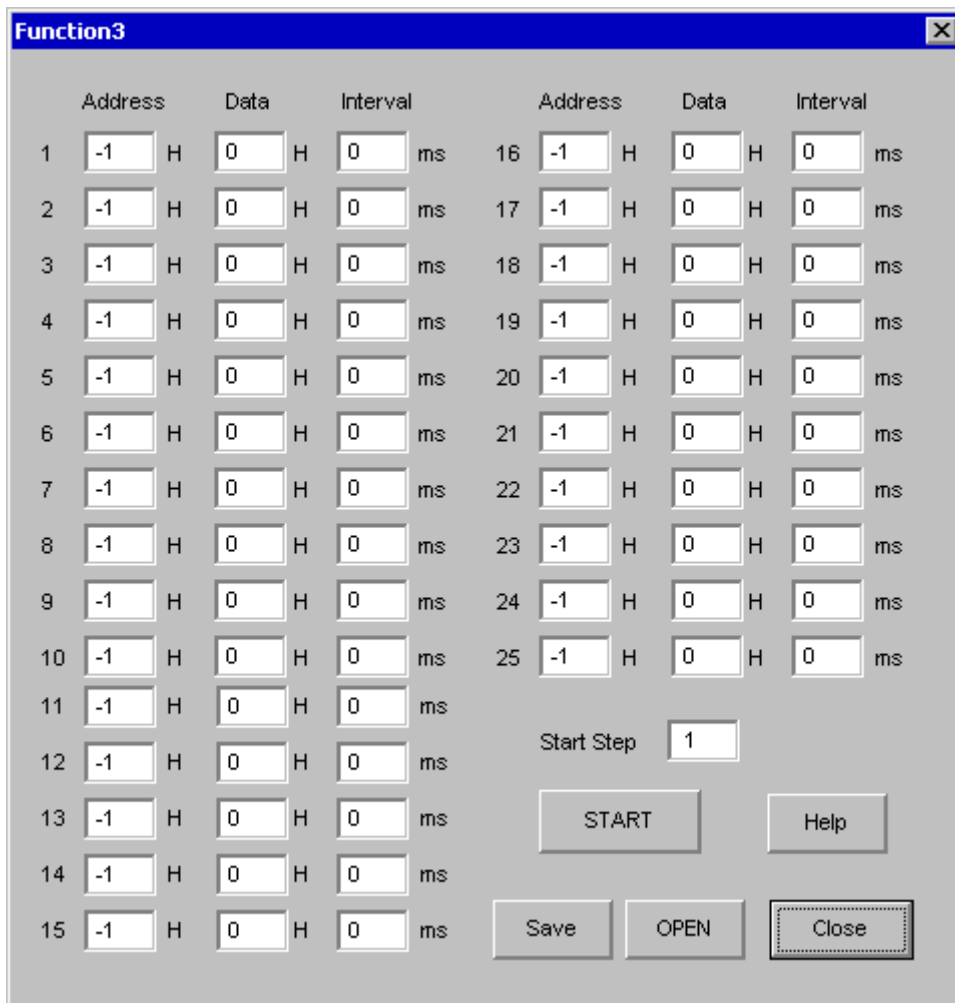 Function3
Address Data Interval Address Data Interval
1 -1 H 0 H 0 ms 16 -1 H 0 H 0 ms
2 -1 H 0 H 0 ms 17 -1 H 0 H 0 ms
3 -1 H 0 H 0 ms 18 -1 H 0 H 0 ms
4 -1 H 0 H 0 ms 19 -1 H 0 H 0 ms
5 -1 H 0 H 0 ms 20 -1 H 0 H 0 ms
6 -1 H 0 H 0 ms 21 -1 H 0 H 0 ms
7 -1 H 0 H 0 ms 22 -1 H 0 H 0 ms
8 -1 H 0 H 0 ms 23 -1 H 0 H 0 ms
9 -1 H 0 H 0 ms 24 -1 H 0 H 0 ms
10 -1 H 0 H 0 ms 25 -1 H 0 H 0 ms
11 -1 H 0 H 0 ms
12 -1 H 0 H 0 ms
13 -1 H 0 H 0 ms
14 -1 H 0 H 0 ms
15 -1 H 0 H 0 ms
Start Step 1
START Help
Save OPEN Close